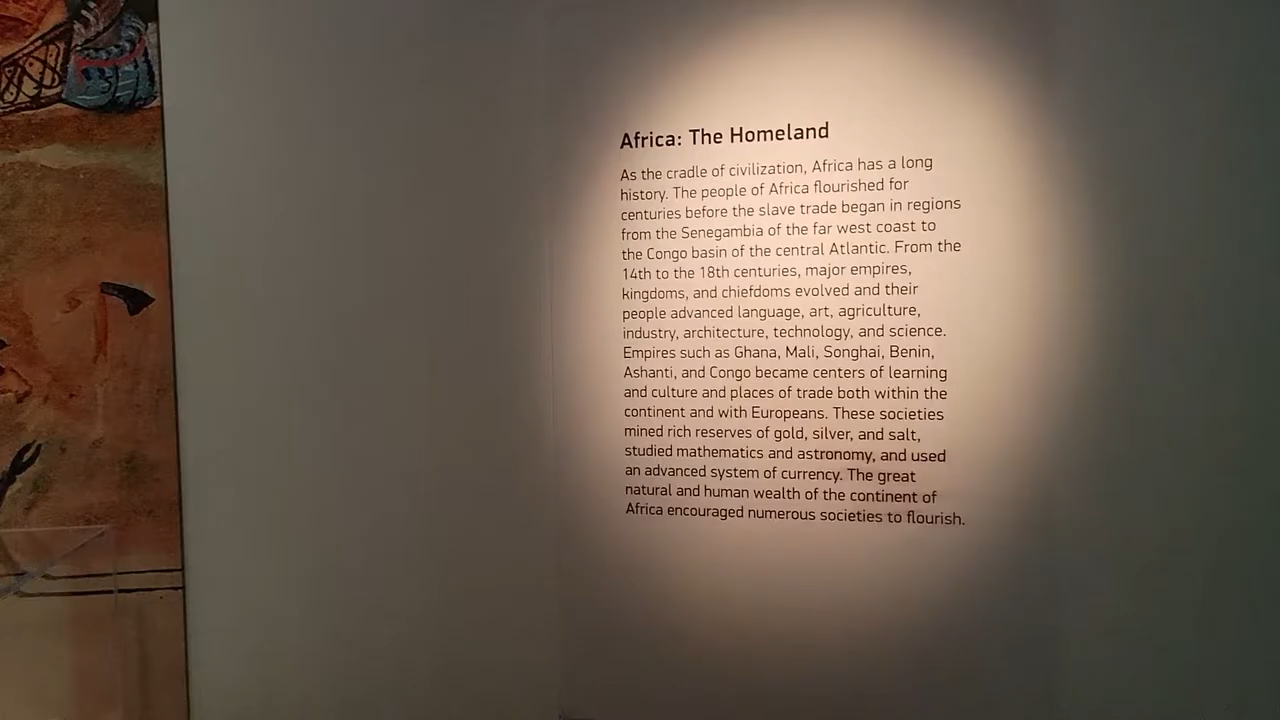 Africa: The Homeland
As the cradle of civilization, Africa has a long
history. The people of Africa flourished for
centuries before the slave trade began in regions
from the Senegambia of the far west coast to
the Congo basin of the central Atlantic. From the
14th to the 18th centuries, major empires,
kingdoms, and chiefdoms evolved and their
people advanced language, art, agriculture,
industry, architecture, technology, and science.
Empires such as Ghana, Mali, Songhai, Benin,
Ashanti, and Congo became centers of learning
and culture and places of trade both within the
continent and with Europeans. These societies
mined rich reserves of gold, silver, and salt,
studied mathematics and astronomy, and used
an advanced system of currency. The great
natural and human wealth of the continent of
Africa encouraged numerous societies to flourish.